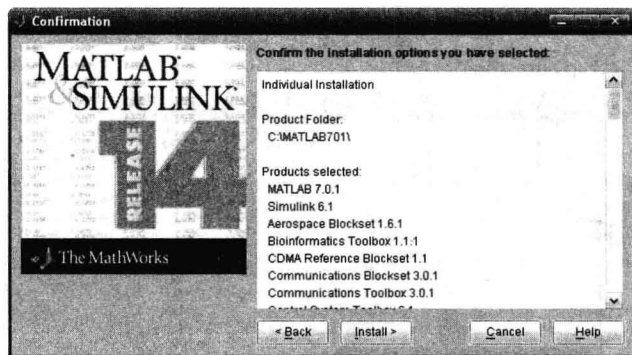 Confirmation
MATLAB®
& SIMULINK®
RELEASE
14
The MathWorks
Confirm the installation options you have selected:
Individual Installation
Product Folder:
C:\MATLAB701\
Products selected:
MATLAB 7.0.1
Simulink 6.1
Aerospace Blockset 1.6.1
Bioinformatics Toolbox 1.1.1
CDMA Reference Blockset 1.1
Communications Blockset 3.0.1
Communications Toolbox 3.0.1
< Back
Install >
Cancel
Help